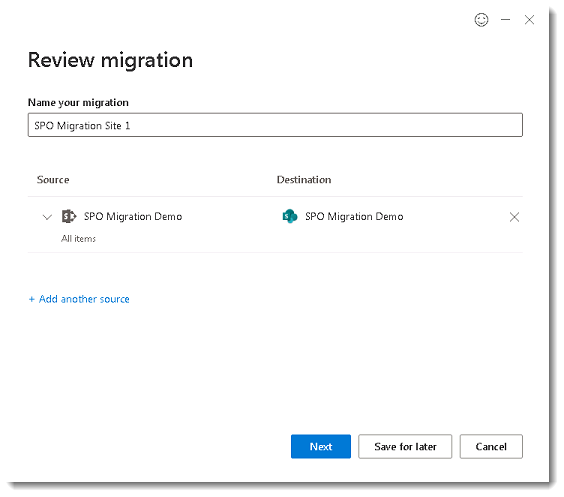 Review migration
Name your migration
SPO Migration Site 1
Source Destination
SPO Migration Demo SPO Migration Demo
All items
+ Add another source
Next Save for later Cancel